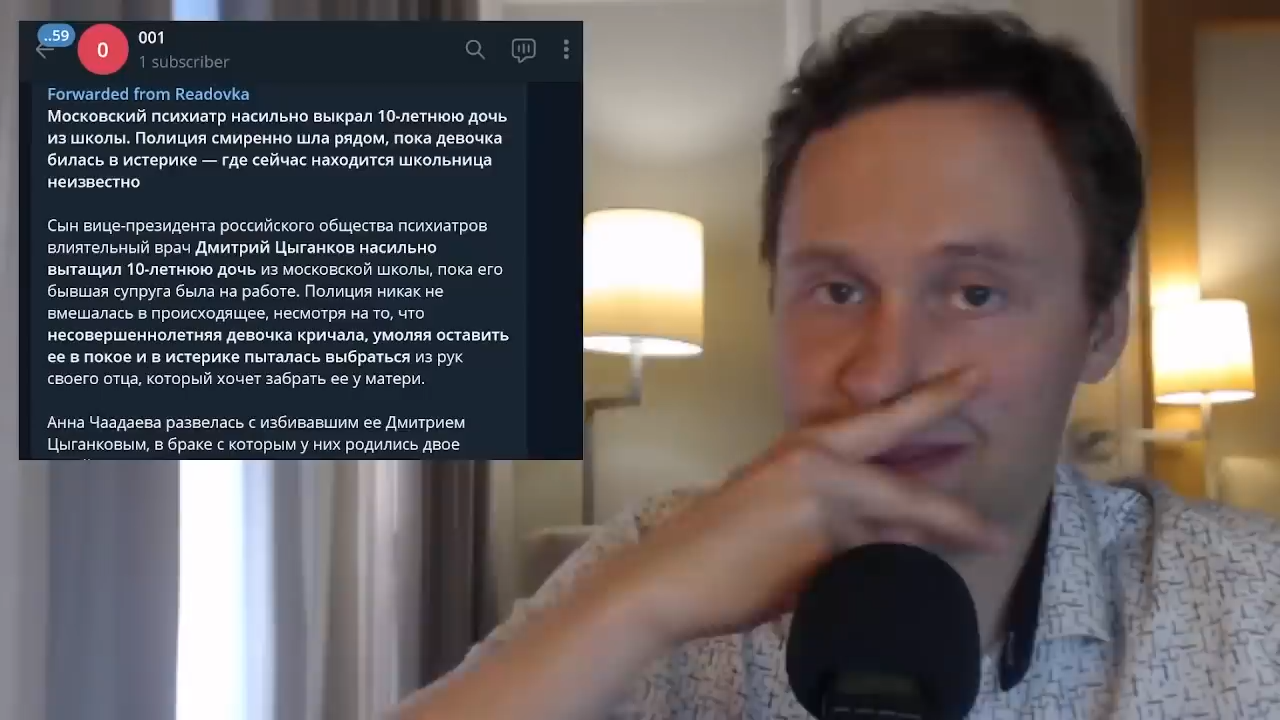 ..59
0
001
1 subscriber
Forwarded from Readovka
Московский психиатр насильно выкрал 10-летнюю дочь
из школы. Полиция смиренно шла рядом, пока девочка
билась в истерике — где сейчас находится школьница
неизвестно
Сын вице-президента российского общества психиатров
влиятельный врач Дмитрий Цыганков насильно
вытащил 10-летнюю дочь из московской школы, пока его
бывшая супруга была на работе. Полиция никак не
вмешалась в происходящее, несмотря на то, что
несовершеннолетняя девочка кричала, умоляя оставить
ее в покое и в истерике пыталась выбраться из рук
своего отца, который хочет забрать ее у матери.
Анна Чаадаева развелась с избивавшим ее Дмитрием
Цыганковым, в браке с которым у них родились двое